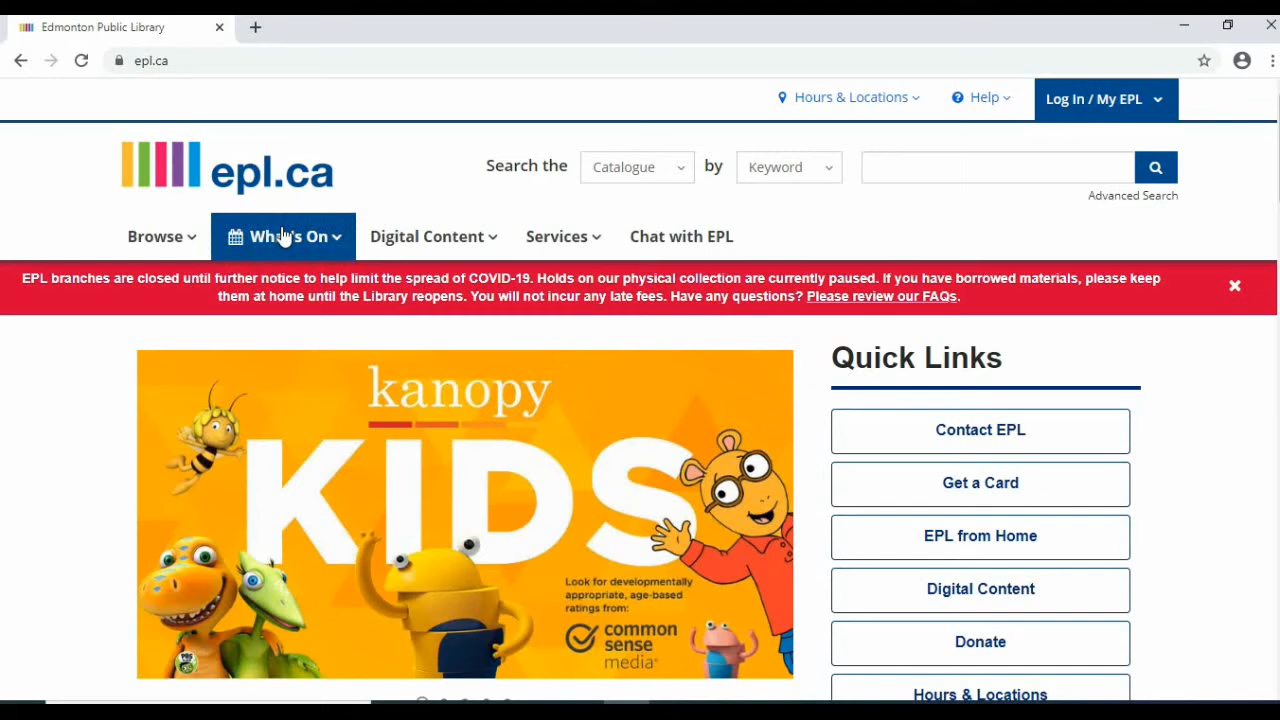 Edmonton Public Library
epl.ca
Hours & Locations
Help
Log In / My EPL
epl.ca
Search the
Catalogue
by
Keyword
Advanced Search
Browse
What's On
Digital Content
Services
Chat with EPL
EPL branches are closed until further notice to help limit the spread of COVID-19. Holds on our physical collection are currently paused. If you have borrowed materials, please keep
them at home until the Library reopens. You will not incur any late fees. Have any questions? Please review our FAQs.
kanopy
KIDS
Look for developmentally
appropriate, age-based
ratings from:
common
sense
media
Quick Links
Contact EPL
Get a Card
EPL from Home
Digital Content
Donate
Hours & Locations